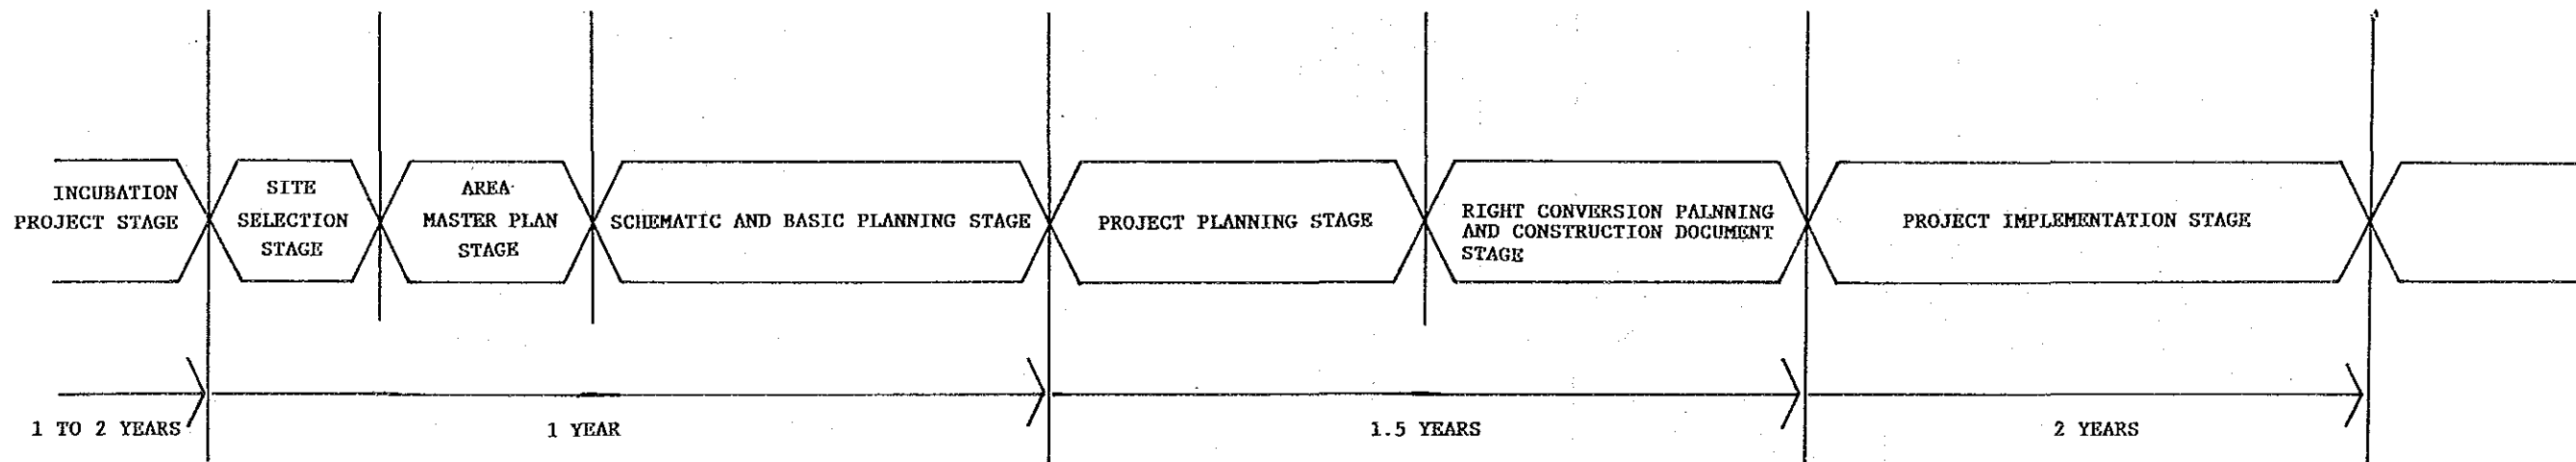 INCUBATION
PROJECT STAGE
SITE
SELECTION
STAGE
AREA
MASTER PLAN
STAGE
SCHEMATIC AND BASIC PLANNING STAGE
PROJECT PLANNING STAGE
RIGHT CONVERSION PALNNING
AND CONSTRUCTION DOCUMENT
STAGE
PROJECT IMPLEMENTATION STAGE
1 TO 2 YEARS
1 YEAR
1.5 YEARS
2 YEARS